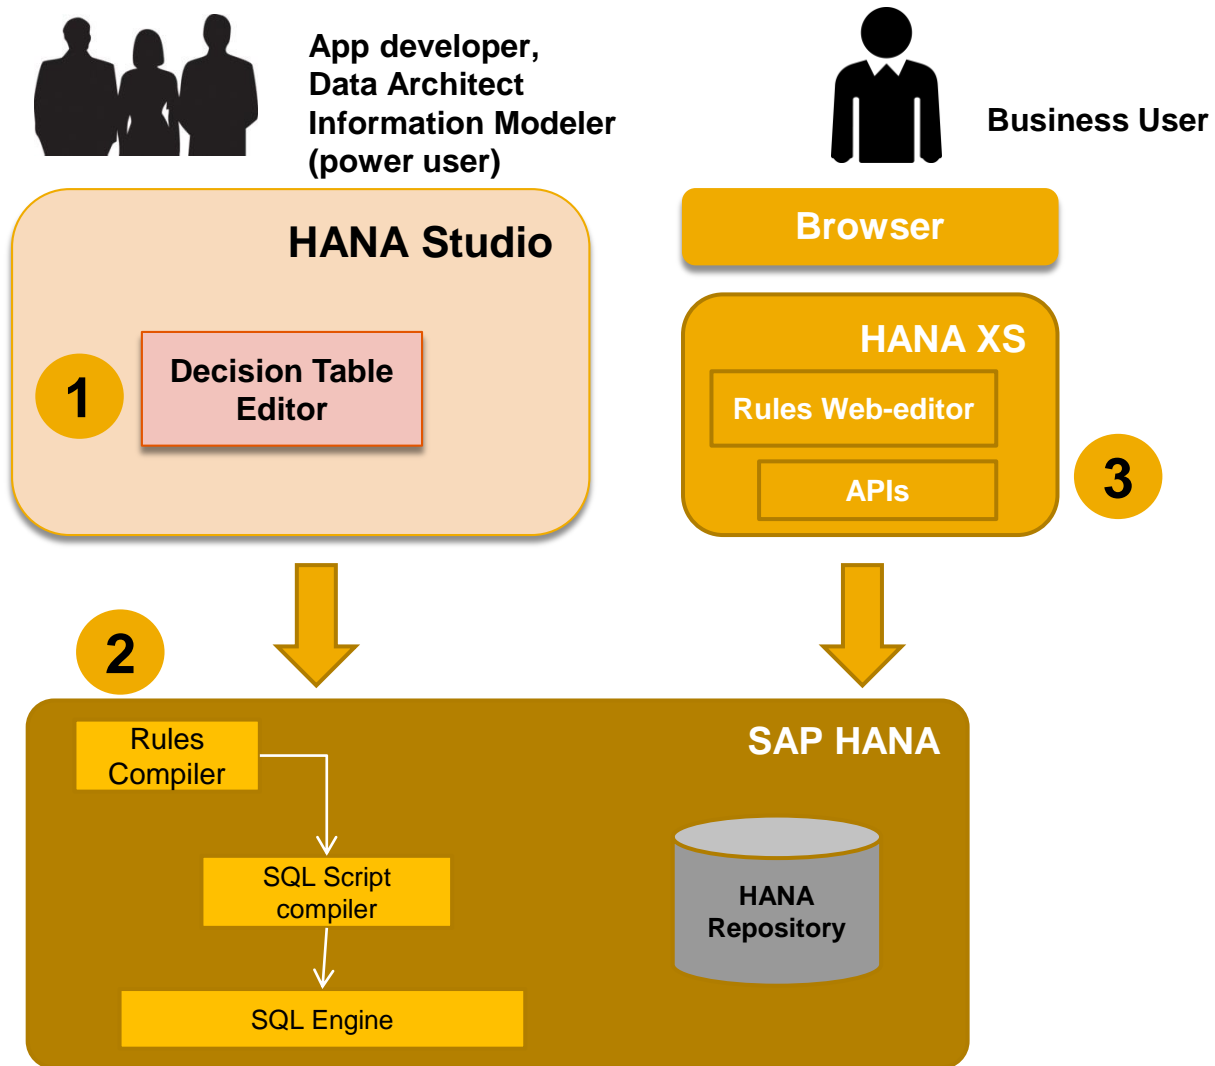 App developer,
Data Architect
Information Modeler
(power user)
Business User
HANA Studio
Browser
1
Decision Table
Editor
HANA XS
Rules Web-editor
APIs
3
2
Rules
Compiler
SAP HANA
SQL Script
compiler
HANA
Repository
SQL Engine